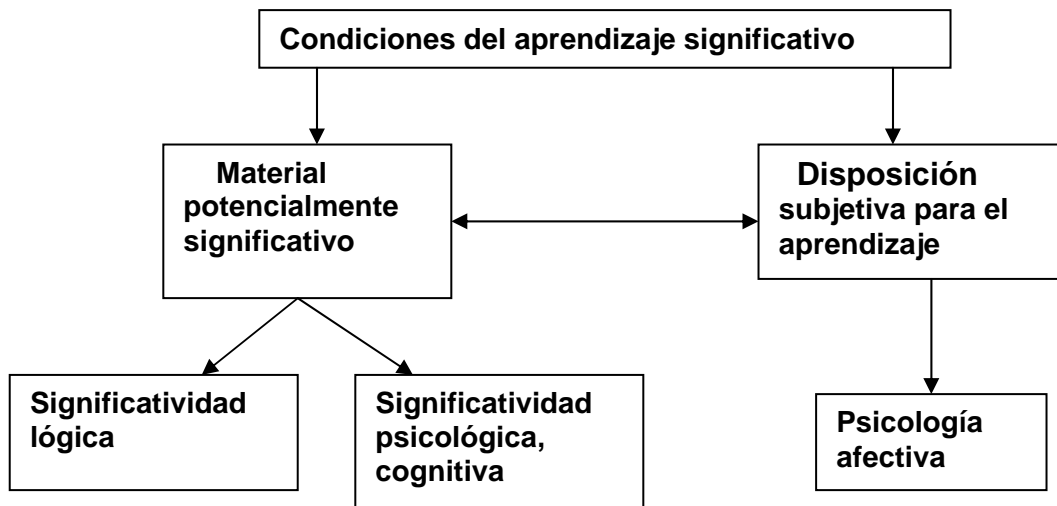 Condiciones del aprendizaje significativo
Material
potencialmente
significativo
Disposición
subjetiva para el
aprendizaje
Significatividad
lógica
Significatividad
psicológica,
cognitiva
Psicología
afectiva